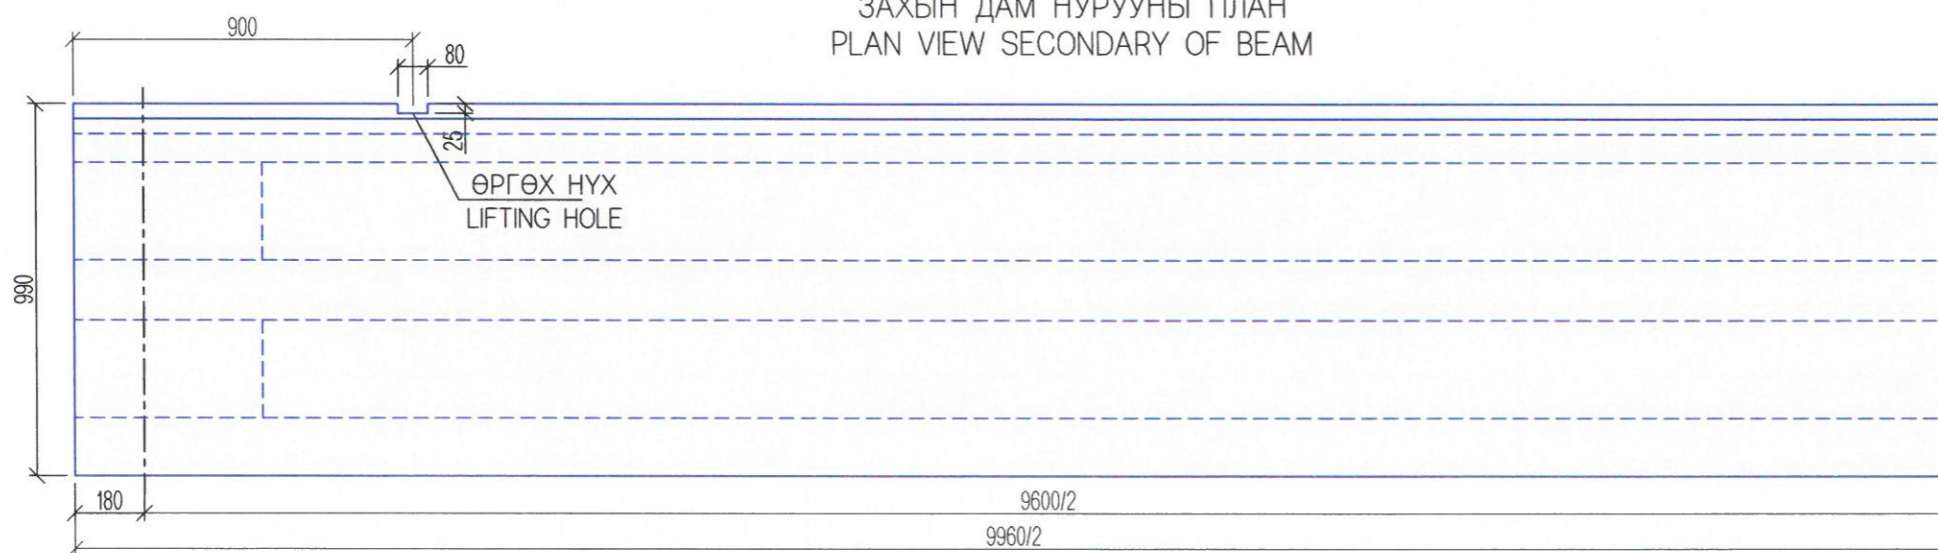 ЗАХЫН ДАМ НУРУУНЫ ПЛАН
PLAN VIEW SECONDARY OF BEAM
900
80
25
ӨРГӨХ НҮХ
LIFTING HOLE
990
180
9600/2
9960/2